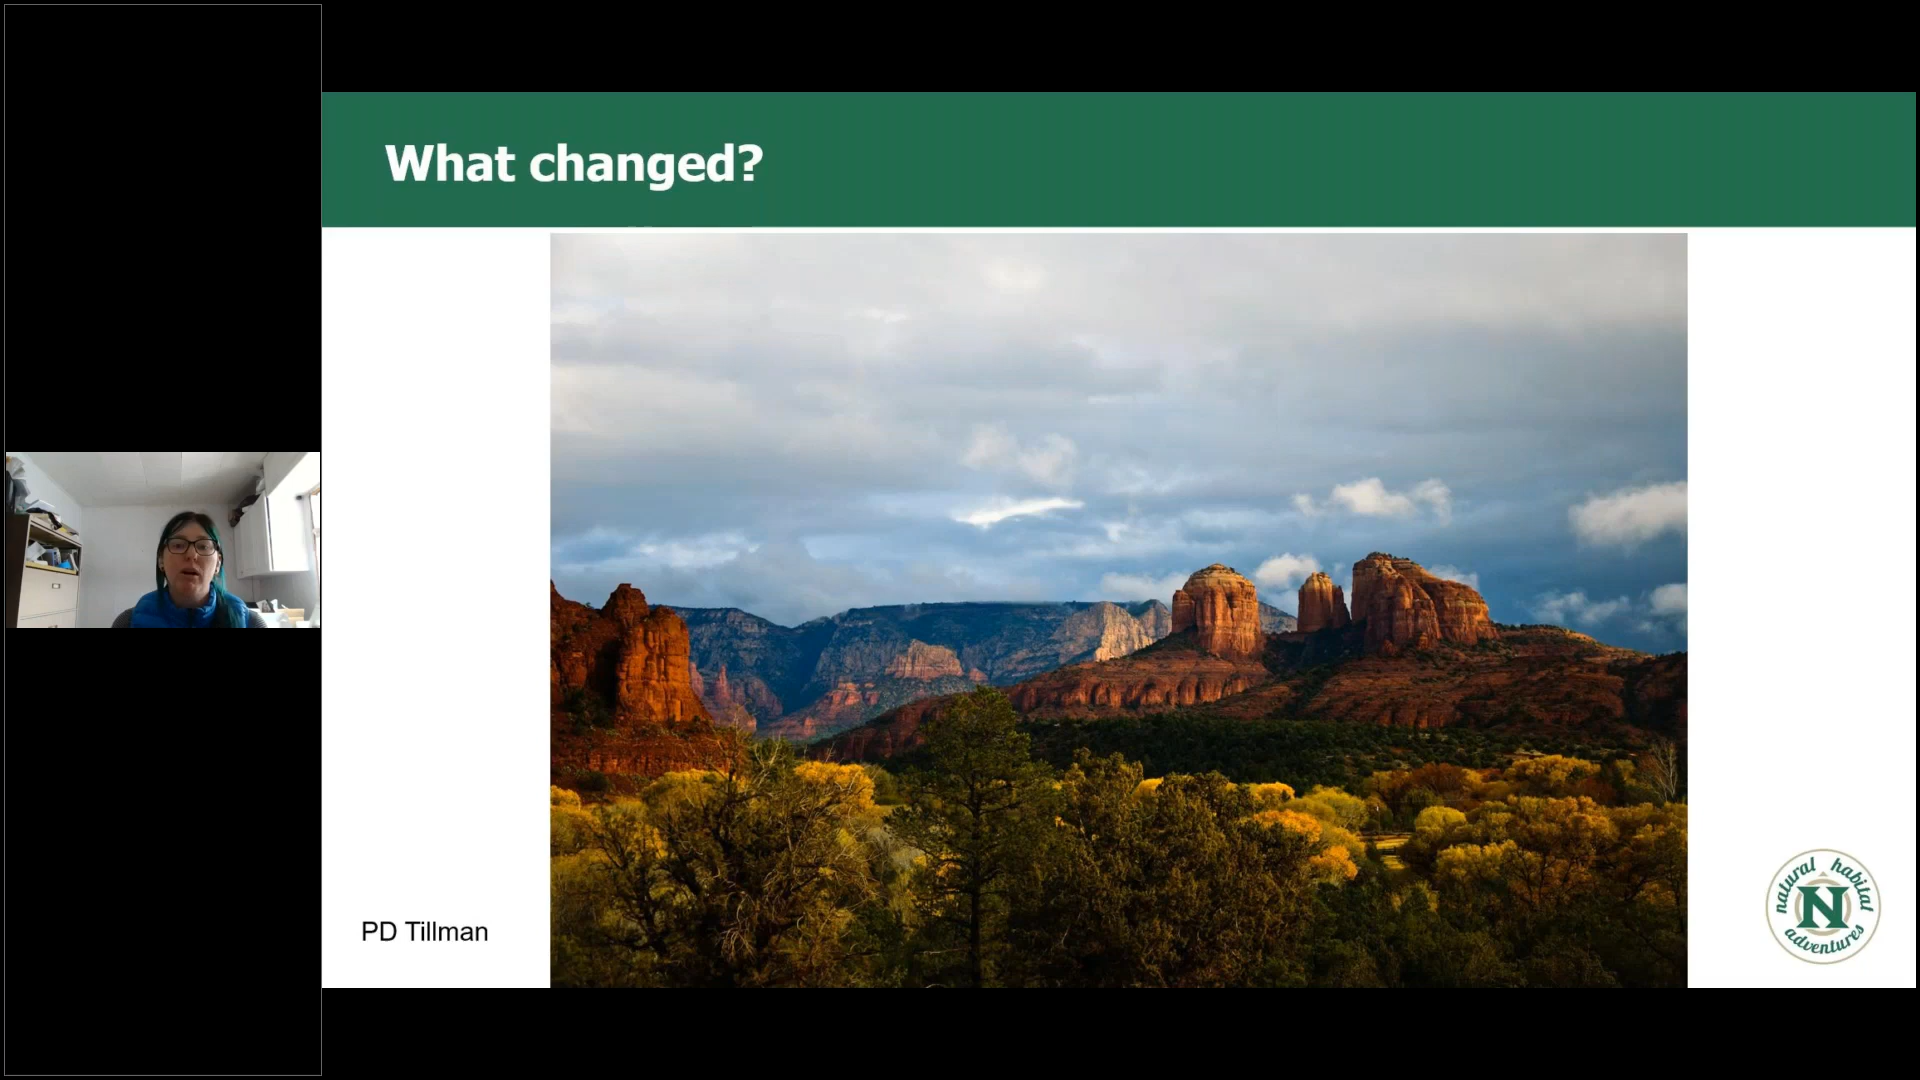 What changed?
PD Tillman
natural habitat
N
adventures